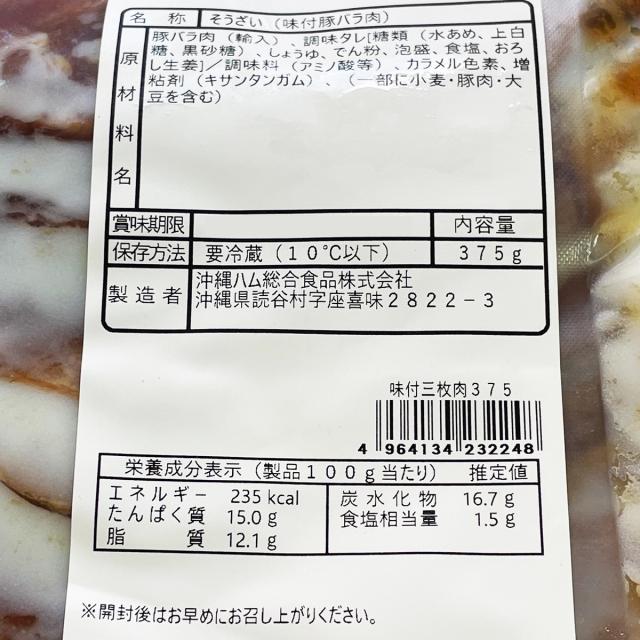 名称 そうざい（味付豚バラ肉）
原材料名 豚バラ肉（輸入）、調味タレ[糖類（水あめ、上白
糖、黒砂糖）、しょうゆ、でん粉、泡盛、食塩、おろ
し生姜]／調味料（アミノ酸等）、カラメル色素、増
粘剤（キサンタンガム）、（一部に小麦・豚肉・大
豆を含む）
賞味期限 内容量
保存方法 要冷蔵（１０℃以下） ３７５ｇ
製造者 沖縄ハム総合食品株式会社
沖縄県読谷村字座喜味２８２２－３
味付三枚肉３７５
4 964134 232248
栄養成分表示（製品１００ｇ当たり） 推定値
エネルギー 235 kcal 炭水化物 16.7 g
たんぱく質 15.0 g 食塩相当量 1.5 g
脂質 12.1 g
※開封後はお早めにお召し上がりください。